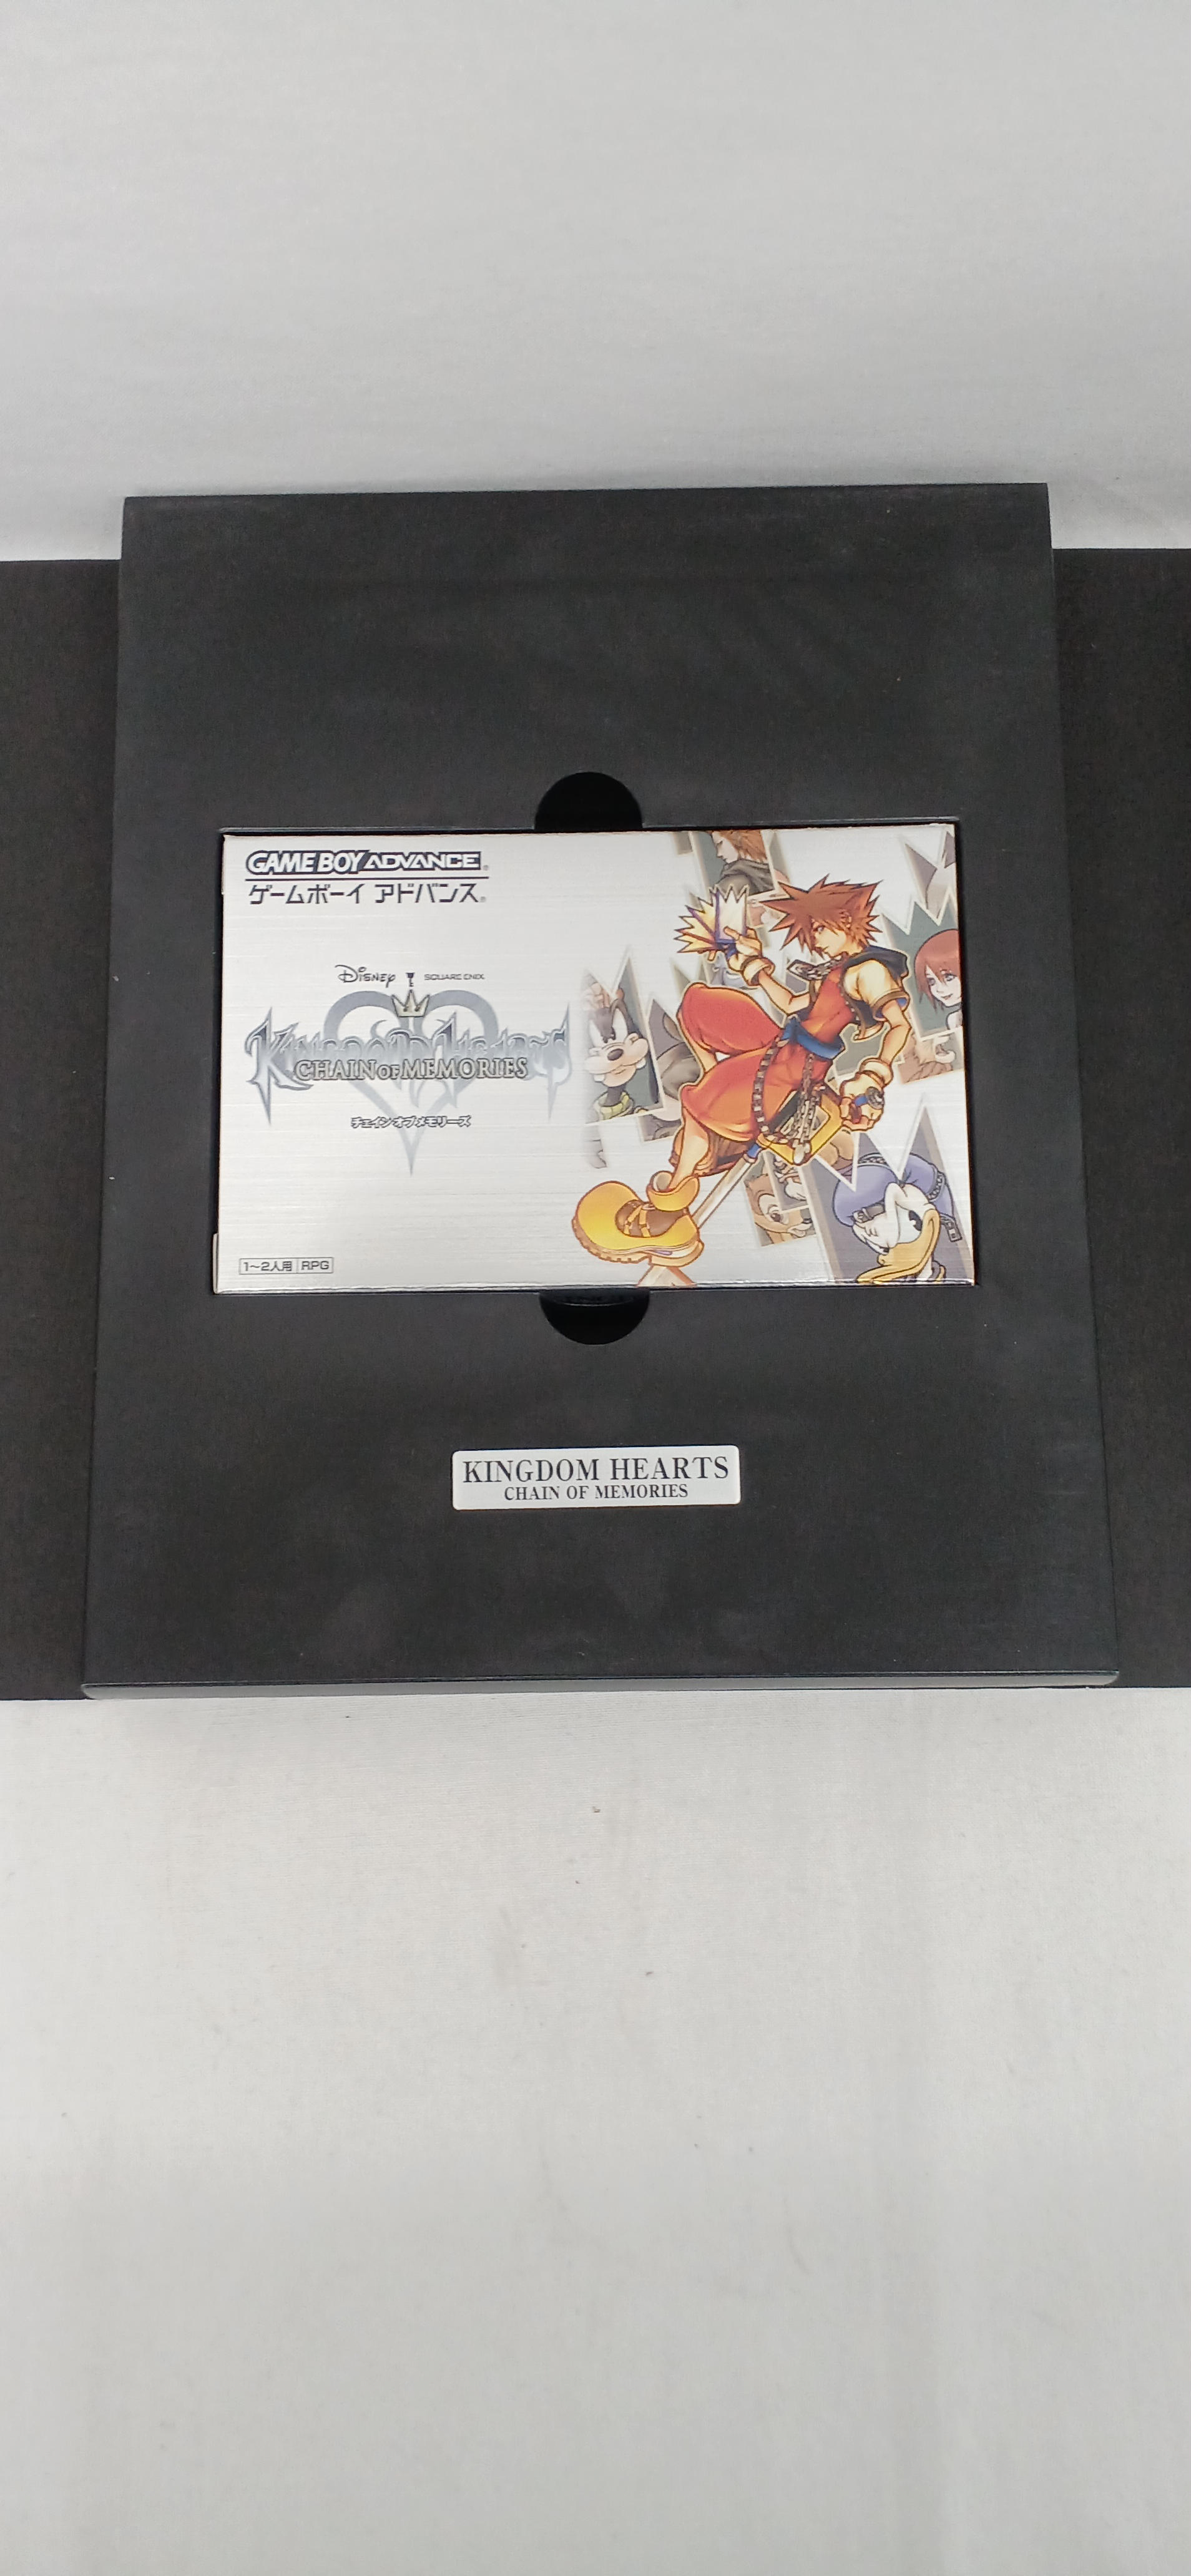 GAME BOY ADVANCE
ゲームボーイ アドバンス
Disney SQUARE ENIX
KINGDOM HEARTS
CHAIN OF MEMORIES
チェイン オブ メモリーズ
1～2人用 RPG
KINGDOM HEARTS
CHAIN OF MEMORIES